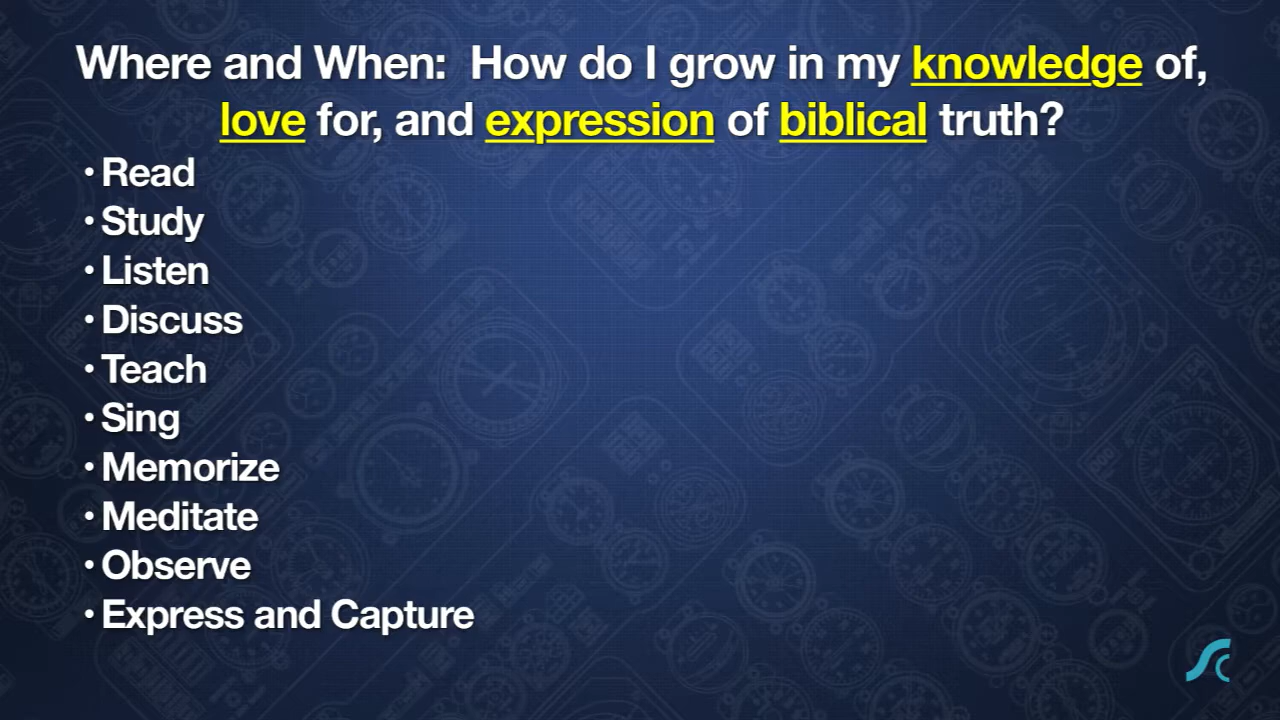 Where and When:  How do I grow in my knowledge of,
love for, and expression of biblical truth?
• Read
• Study
• Listen
• Discuss
• Teach
• Sing
• Memorize
• Meditate
• Observe
• Express and Capture